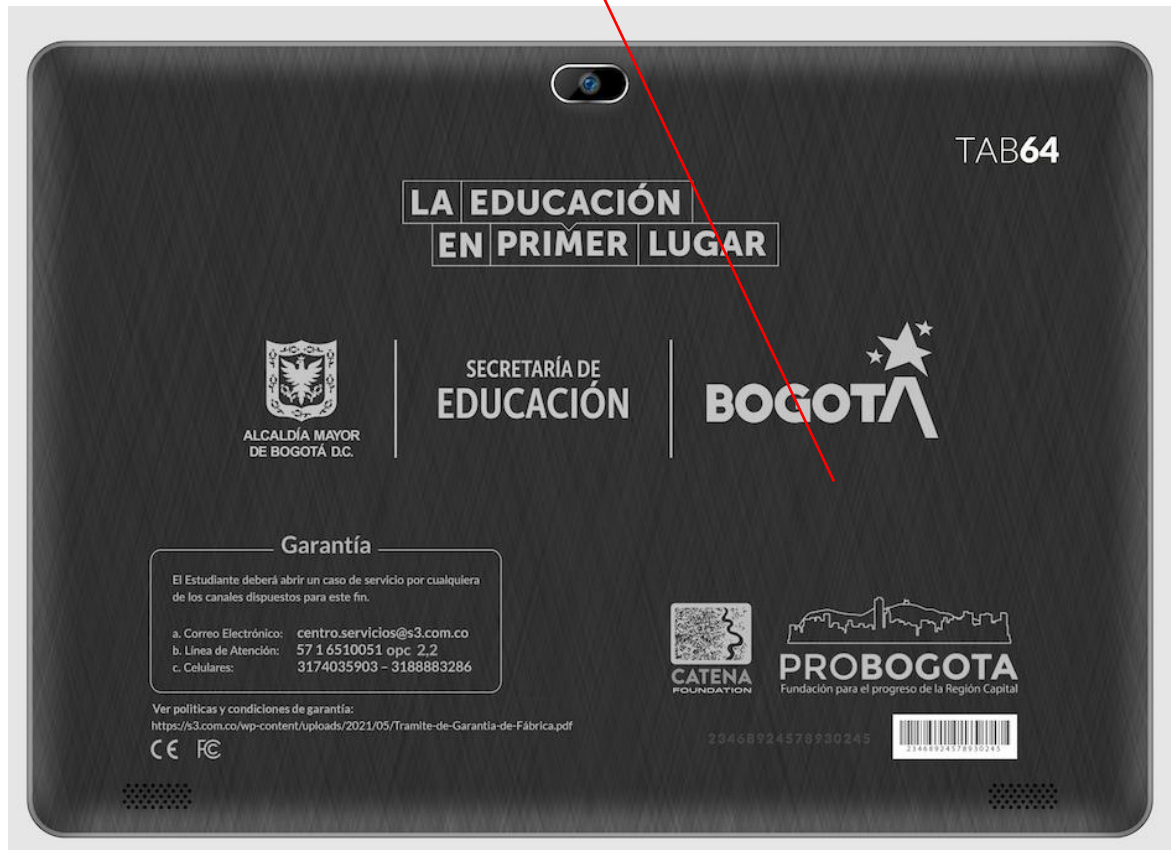 TAB64
LA EDUCACIÓN
EN PRIMER LUGAR
ALCALDÍA MAYOR
DE BOGOTÁ D.C.
SECRETARÍA DE
EDUCACIÓN
BOGOTÁ
Garantía
El Estudiante deberá abrir un caso de servicio por cualquiera
de los canales dispuestos para este fin.
a. Correo Electrónico: centro.servicios@s3.com.co
b. Línea de Atención: 57 1 6510051 opc 2,2
c. Celulares: 3174035903 – 3188883286
Ver politicas y condiciones de garantía:
https://s3.com.co/wp-content/uploads/2021/05/Tramite-de-Garantia-de-Fábrica.pdf
CE FC
CATENA
FOUNDATION
PROBOGOTA
Fundación para el progreso de la Región Capital
23468924578930245
23468924578930245